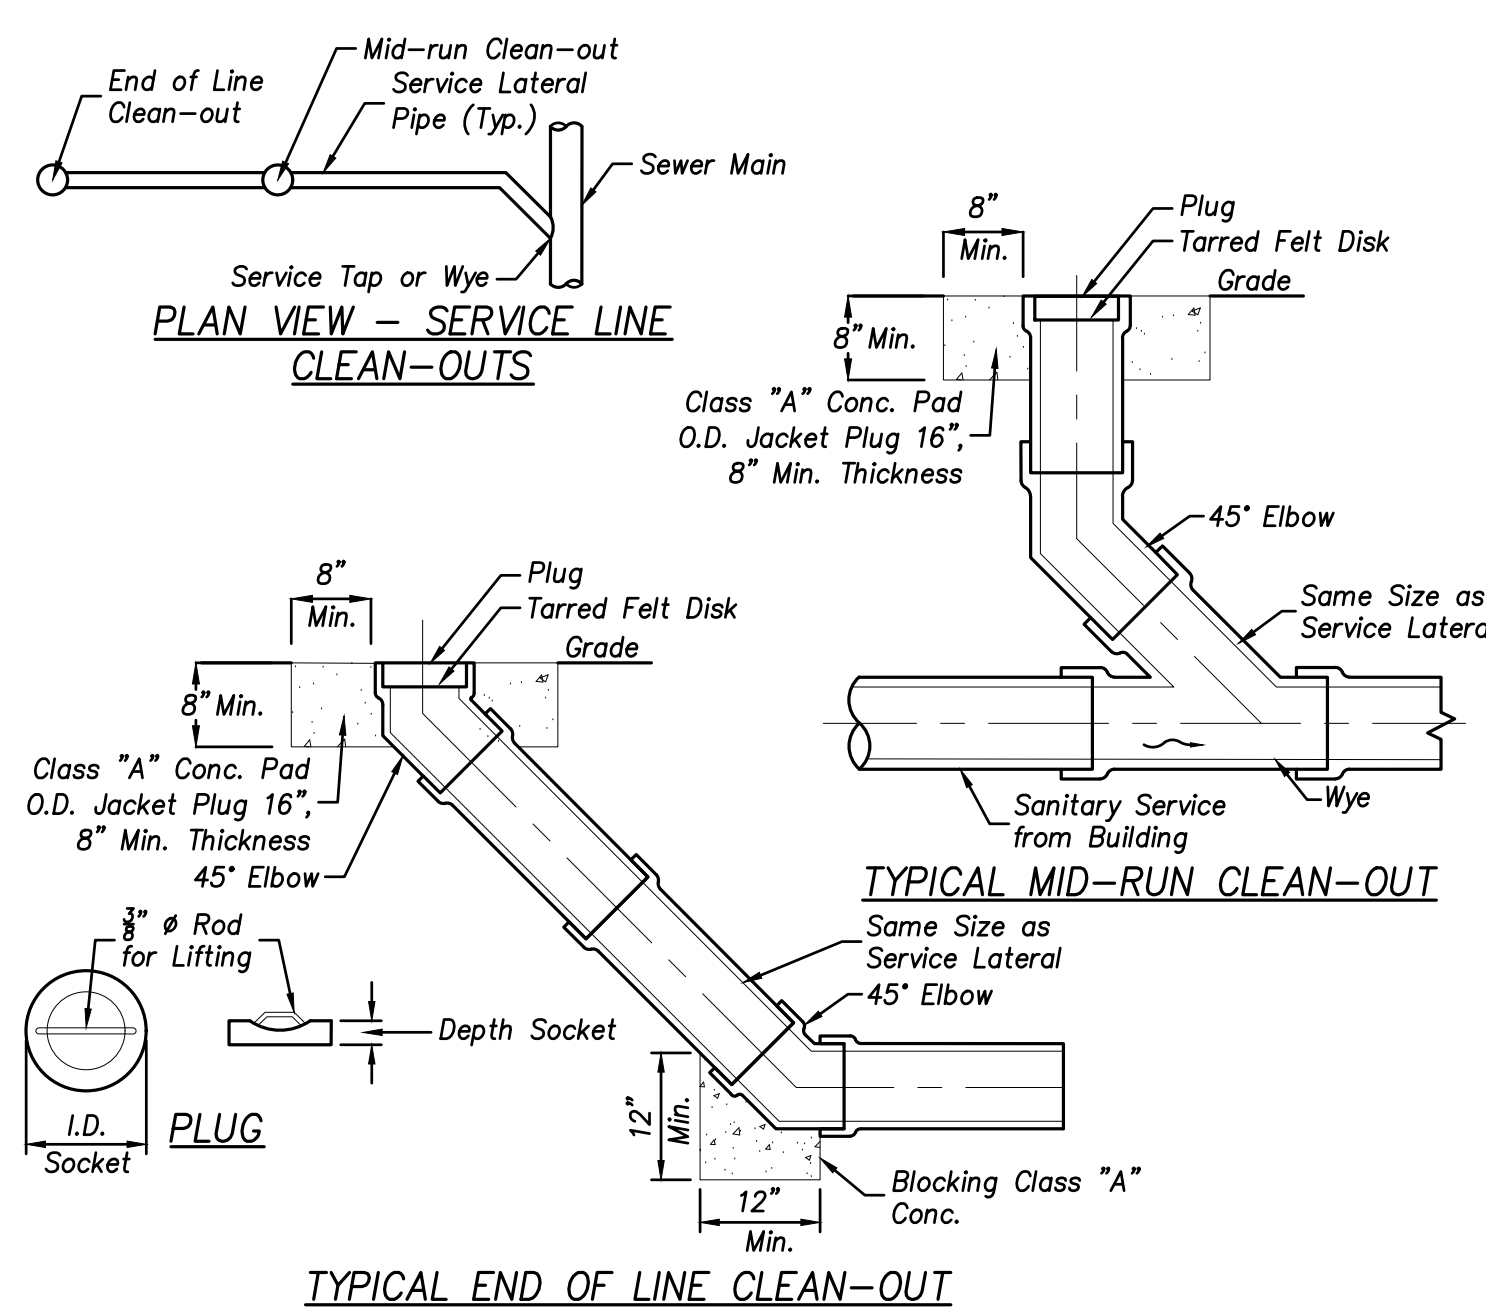 Mid-run Clean-out
End of Line
Clean-out
Service Lateral
Pipe (Typ.)
Sewer Main
Service Tap or Wye
PLAN VIEW - SERVICE LINE
CLEAN-OUTS
8"
Min.
Plug
Tarred Felt Disk
Grade
8" Min.
Class "A" Conc. Pad
O.D. Jacket Plug 16",
8" Min. Thickness
45° Elbow
Same Size as
Service Latera
Wye
Sanitary Service
from Building
TYPICAL MID-RUN CLEAN-OUT
8"
Min.
Plug
Tarred Felt Disk
Grade
8" Min.
Class "A" Conc. Pad
O.D. Jacket Plug 16",
8" Min. Thickness
45° Elbow
Same Size as
Service Lateral
45° Elbow
3/8" ø Rod
for Lifting
Depth Socket
I.D.
Socket
PLUG
12"
Min.
12"
Min.
Blocking Class "A"
Conc.
TYPICAL END OF LINE CLEAN-OUT